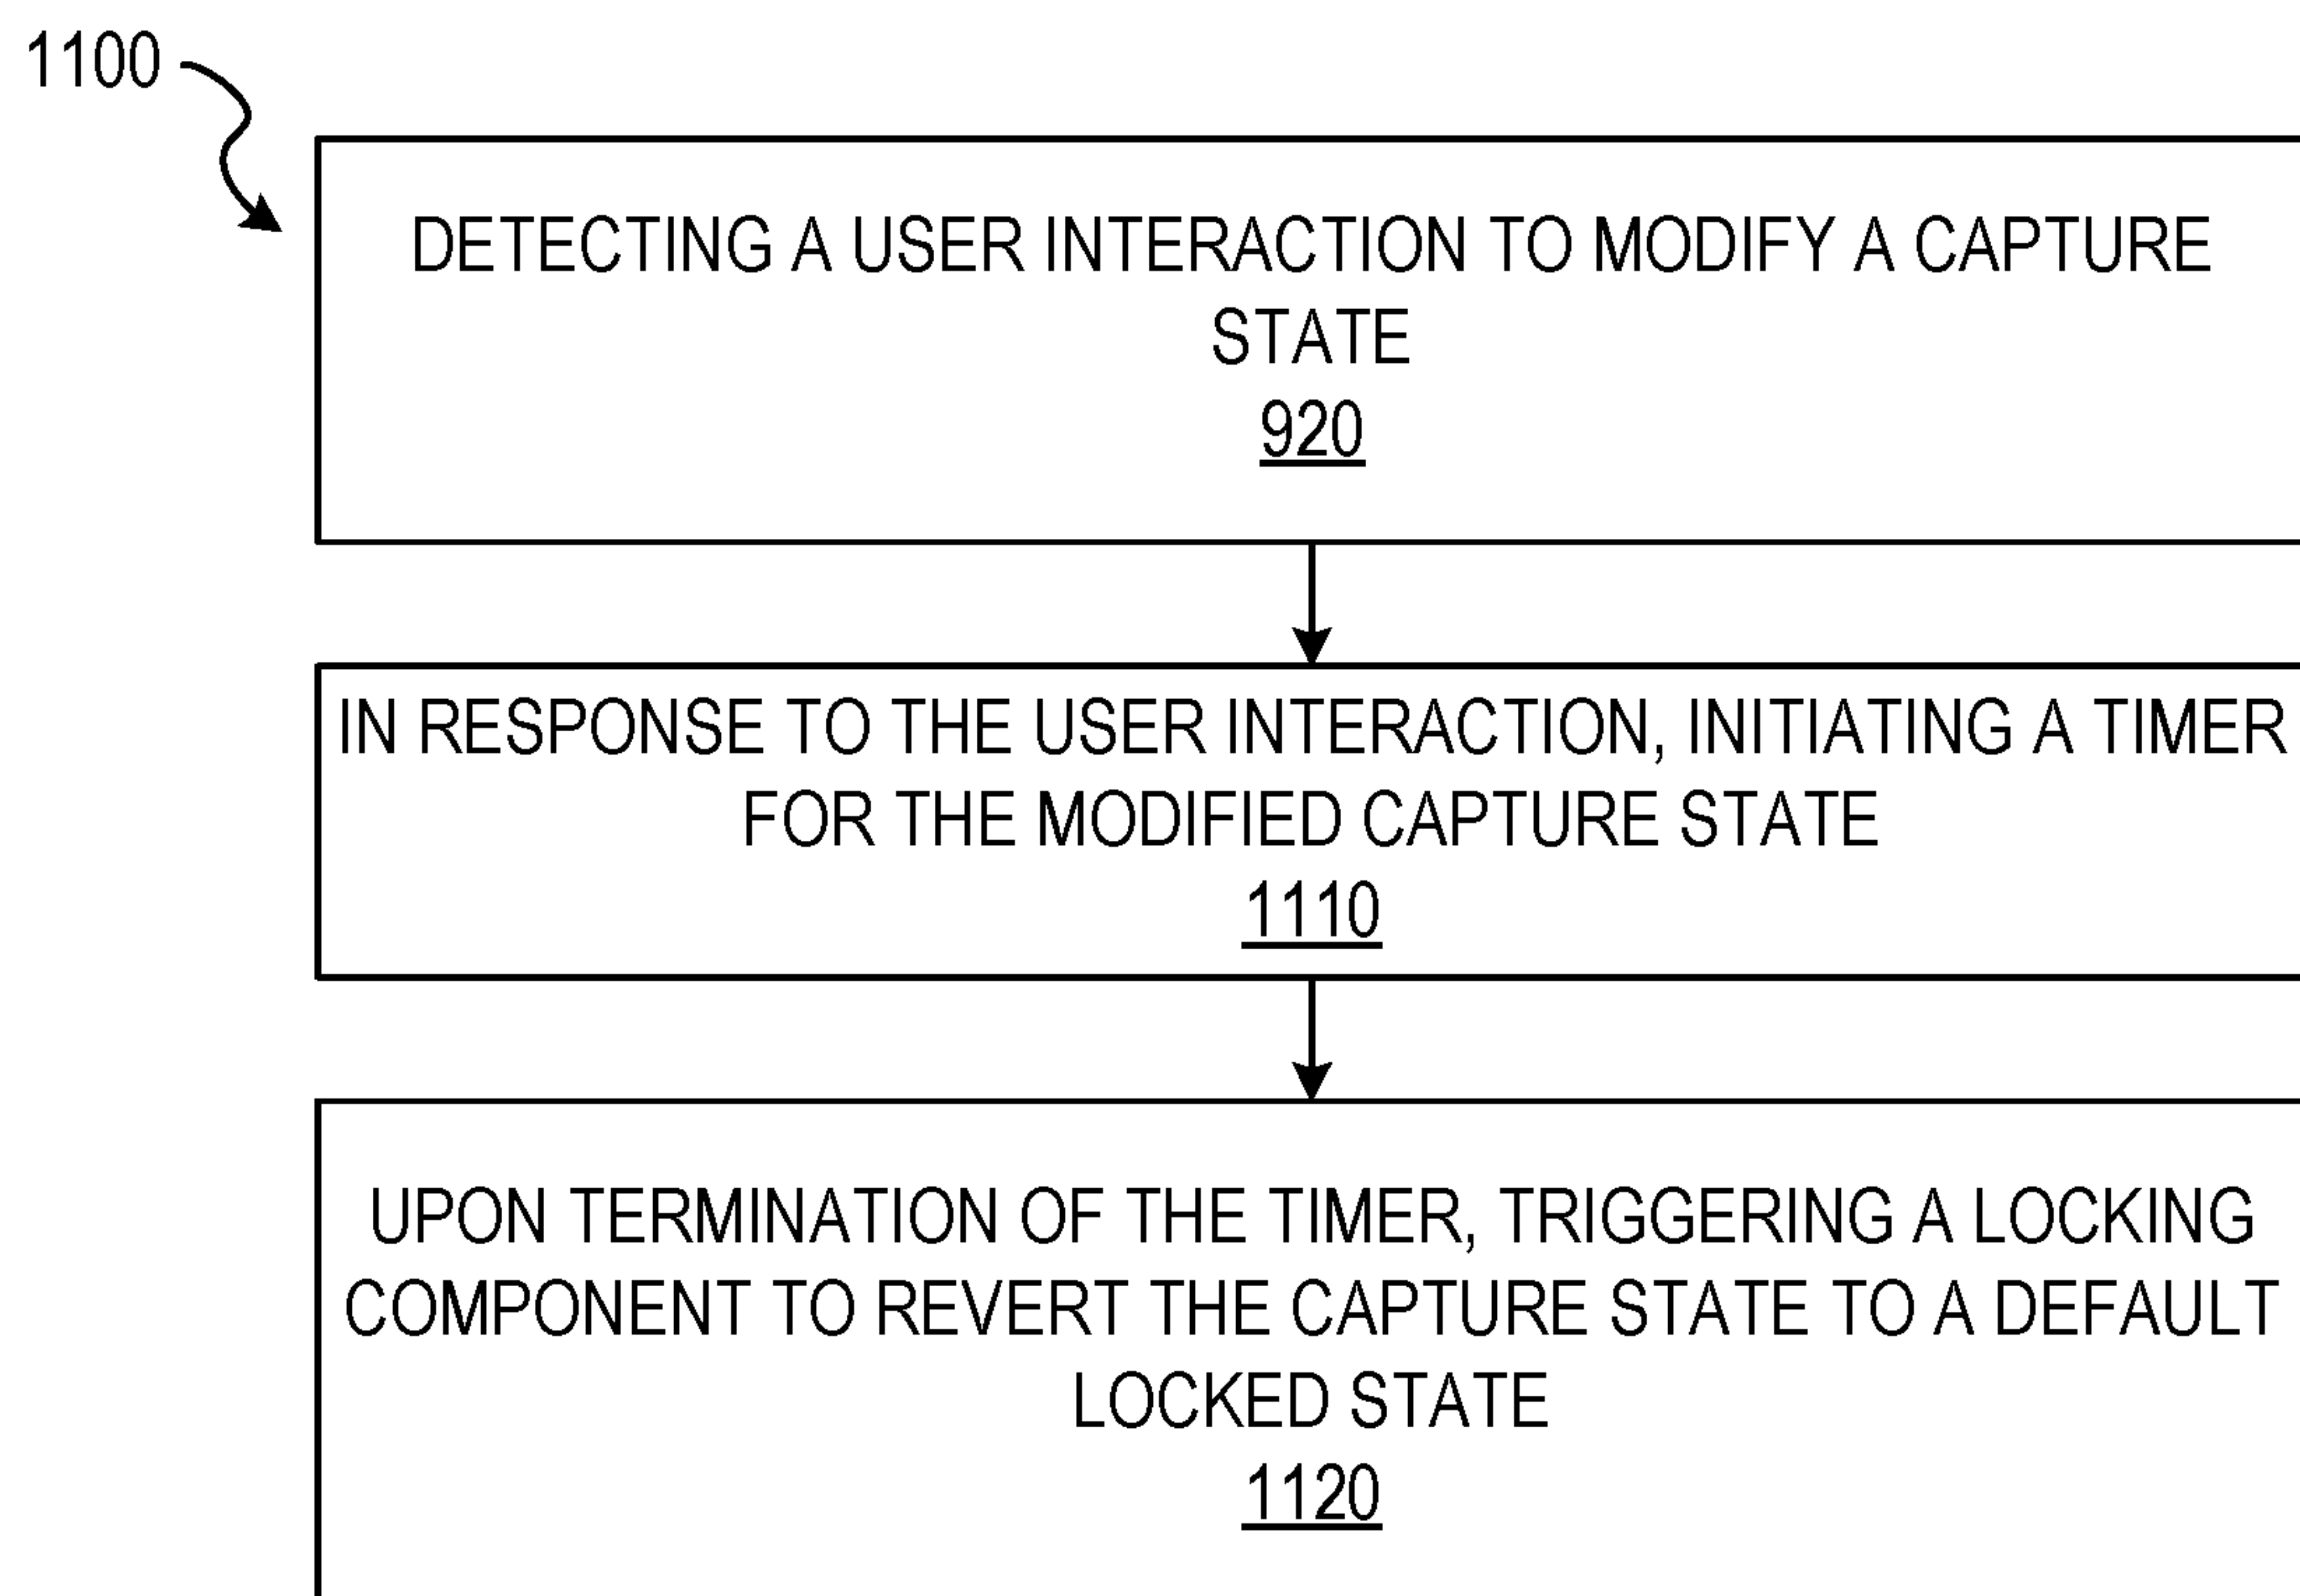 1100
DETECTING A USER INTERACTION TO MODIFY A CAPTURE
STATE
920
IN RESPONSE TO THE USER INTERACTION, INITIATING A TIMER
FOR THE MODIFIED CAPTURE STATE
1110
UPON TERMINATION OF THE TIMER, TRIGGERING A LOCKING
COMPONENT TO REVERT THE CAPTURE STATE TO A DEFAULT
LOCKED STATE
1120